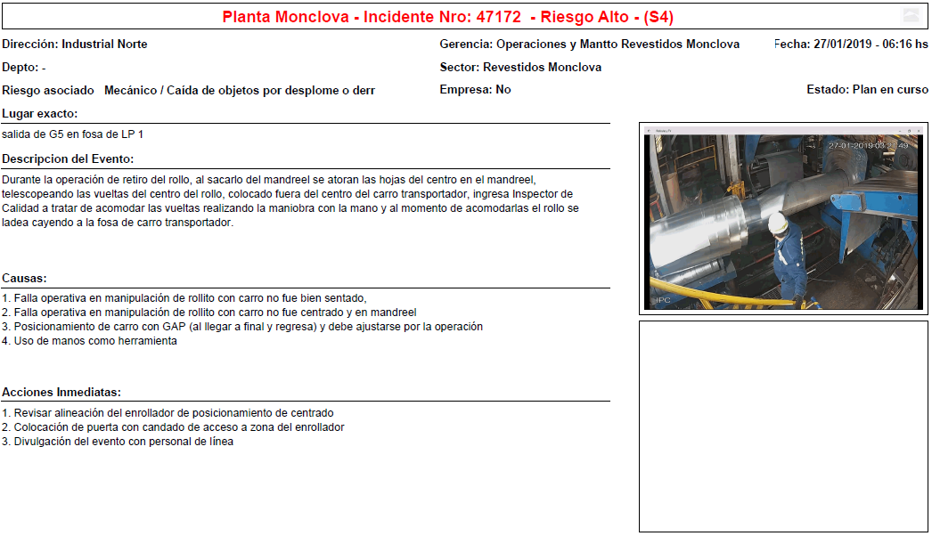 Planta Monclova - Incidente Nro: 47172 - Riesgo Alto - (S4)
Dirección: Industrial Norte
Gerencia: Operaciones y Mantto Revestidos Monclova
Fecha: 27/01/2019 - 06:16 hs
Depto: -
Sector: Revestidos Monclova
Riesgo asociado Mecánico / Caída de objetos por desplome o derr
Empresa: No
Estado: Plan en curso
Lugar exacto:
salida de G5 en fosa de LP 1
Descripcion del Evento:
Durante la operación de retiro del rollo, al sacarlo del mandreel se atoran las hojas del centro en el mandreel,
telescopeando las vueltas del centro del rollo, colocado fuera del centro del carro transportador, ingresa Inspector de
Calidad a tratar de acomodar las vueltas realizando la maniobra con la mano y al momento de acomodarlas el rollo se
ladea cayendo a la fosa de carro transportador.
Causas:
1. Falla operativa en manipulación de rollito con carro no fue bien sentado,
2. Falla operativa en manipulación de rollito con carro no fue centrado y en mandreel
3. Posicionamiento de carro con GAP (al llegar a final y regresa) y debe ajustarse por la operación
4. Uso de manos como herramienta
Acciones Inmediatas:
1. Revisar alineación del enrollador de posicionamiento de centrado
2. Colocación de puerta con candado de acceso a zona del enrollador
3. Divulgación del evento con personal de línea
IPC